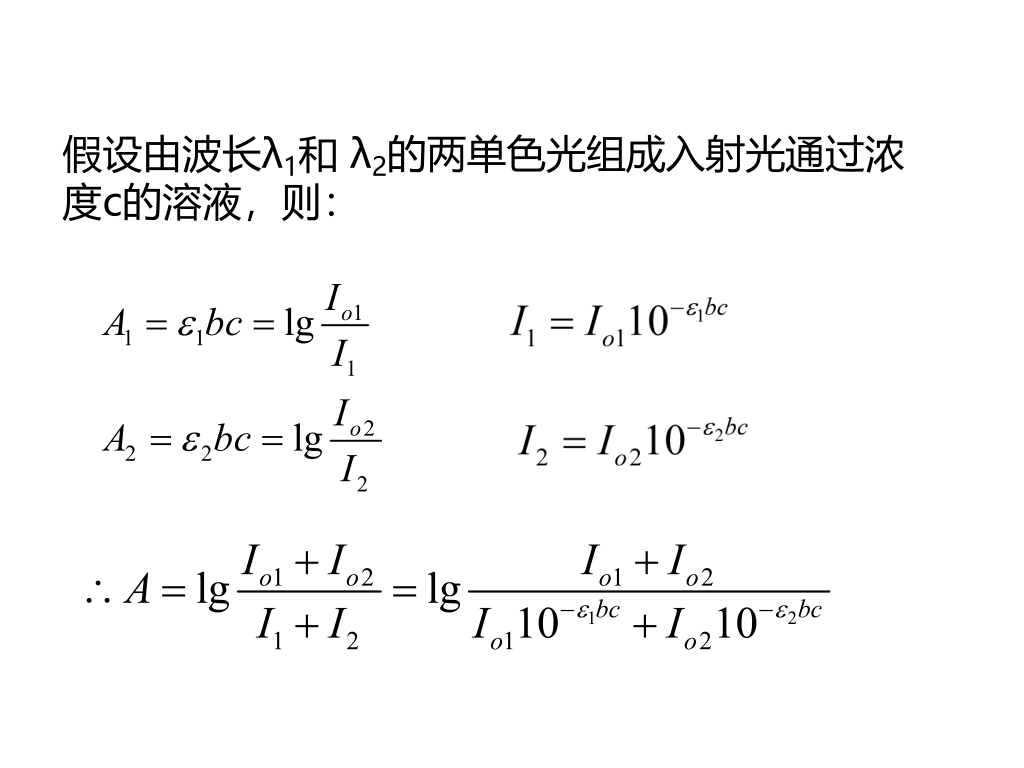 假设由波长λ₁和 λ₂的两单色光组成入射光通过浓
度c的溶液，则：
$A_1 = \varepsilon_1 bc = \lg \frac{I_{o1}}{I_1}$ $I_1 = I_{o1}10^{-\varepsilon_1 bc}$
$A_2 = \varepsilon_2 bc = \lg \frac{I_{o2}}{I_2}$ $I_2 = I_{o2}10^{-\varepsilon_2 bc}$
$\therefore A = \lg \frac{I_{o1} + I_{o2}}{I_1 + I_2} = \lg \frac{I_{o1} + I_{o2}}{I_{o1}10^{-\varepsilon_1 bc} + I_{o2}10^{-\varepsilon_2 bc}}$